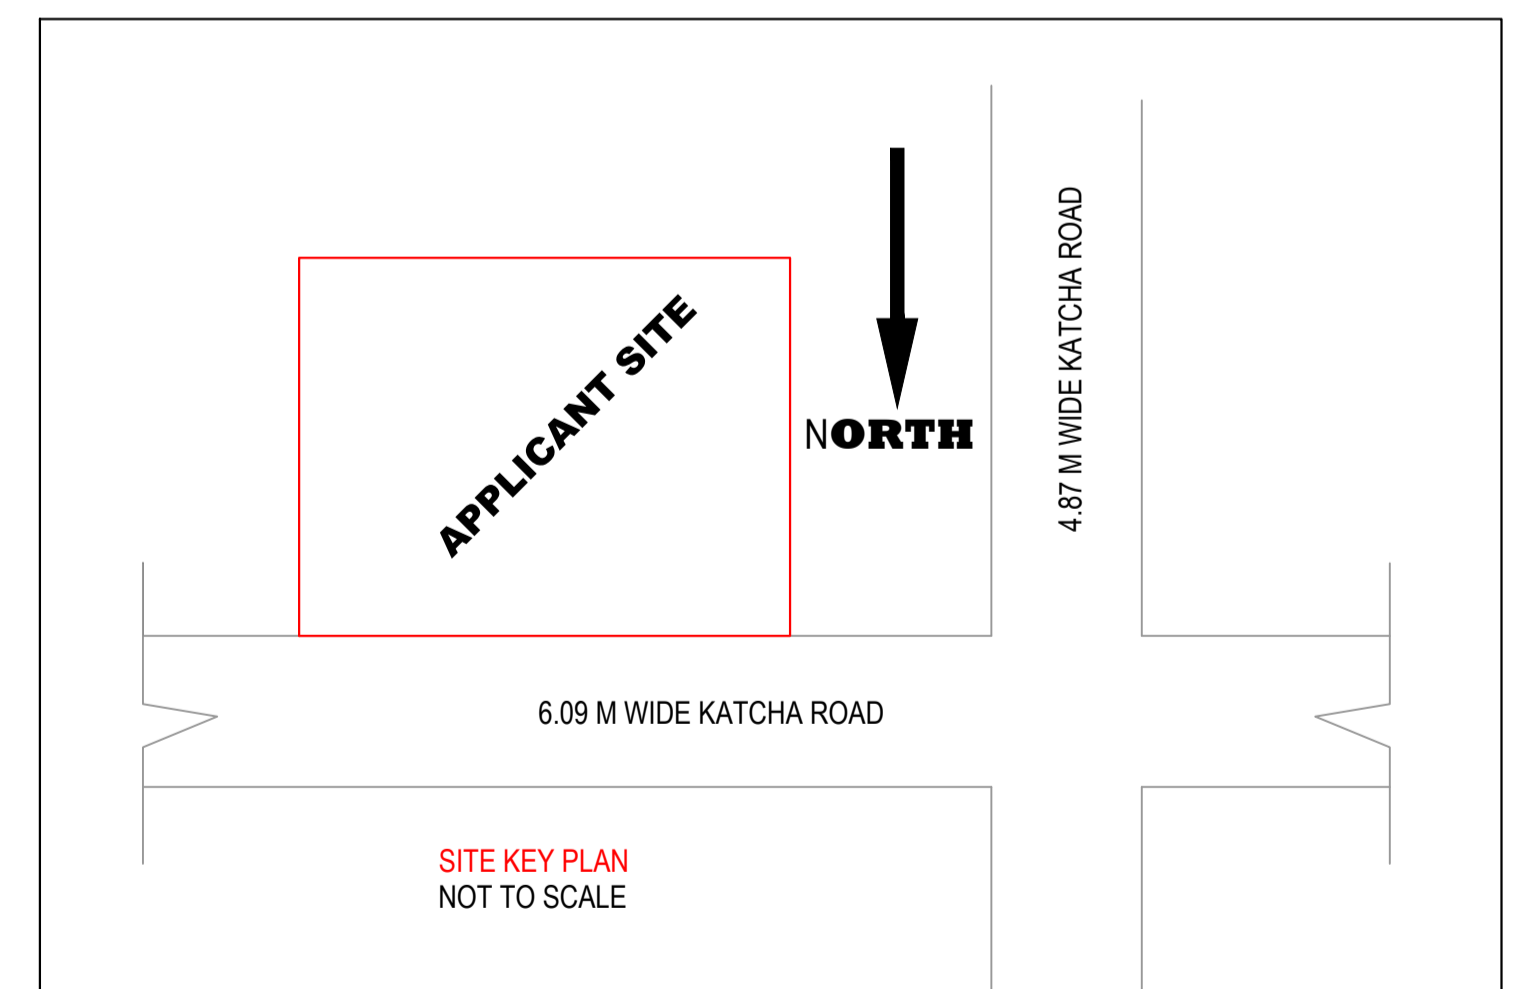 4.87 M WIDE KATCHA ROAD
APPLICANT SITE
NORTH
6.09 M WIDE KATCHA ROAD
SITE KEY PLAN
NOT TO SCALE